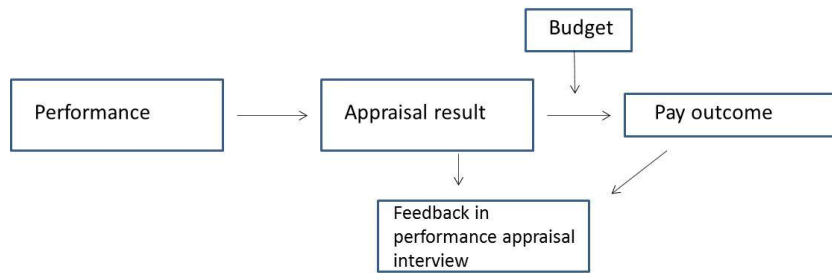 Budget
Performance
Appraisal result
Pay outcome
Feedback in
performance appraisal
interview